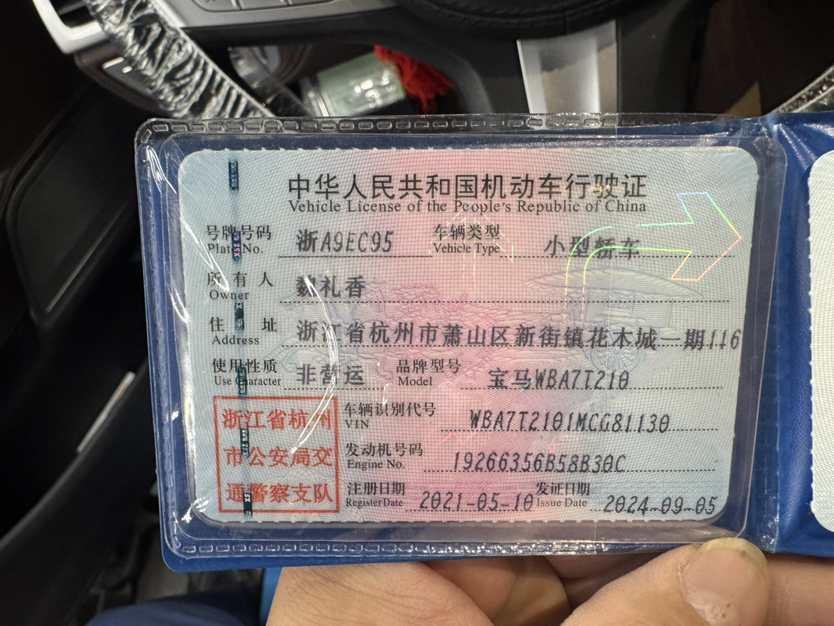 中华人民共和国机动车行驶证
Vehicle License of the People's Republic of China
号牌号码 浙A9EC95 车辆类型 小型轿车
Plate No. Vehicle Type
所有人 魏礼香
Owner
住址 浙江省杭州市萧山区新街镇花木城一期116
Address
使用性质 非营运 品牌型号 宝马WBA7T210
Use Character Model
浙江省杭州
市公安局交
通警察支队
车辆识别代号 WBA7T2101MCG81130
VIN
发动机号码 19266356B58B30C
Engine No.
注册日期 2021-05-10 发证日期 2024-09-05
Register Date Issue Date